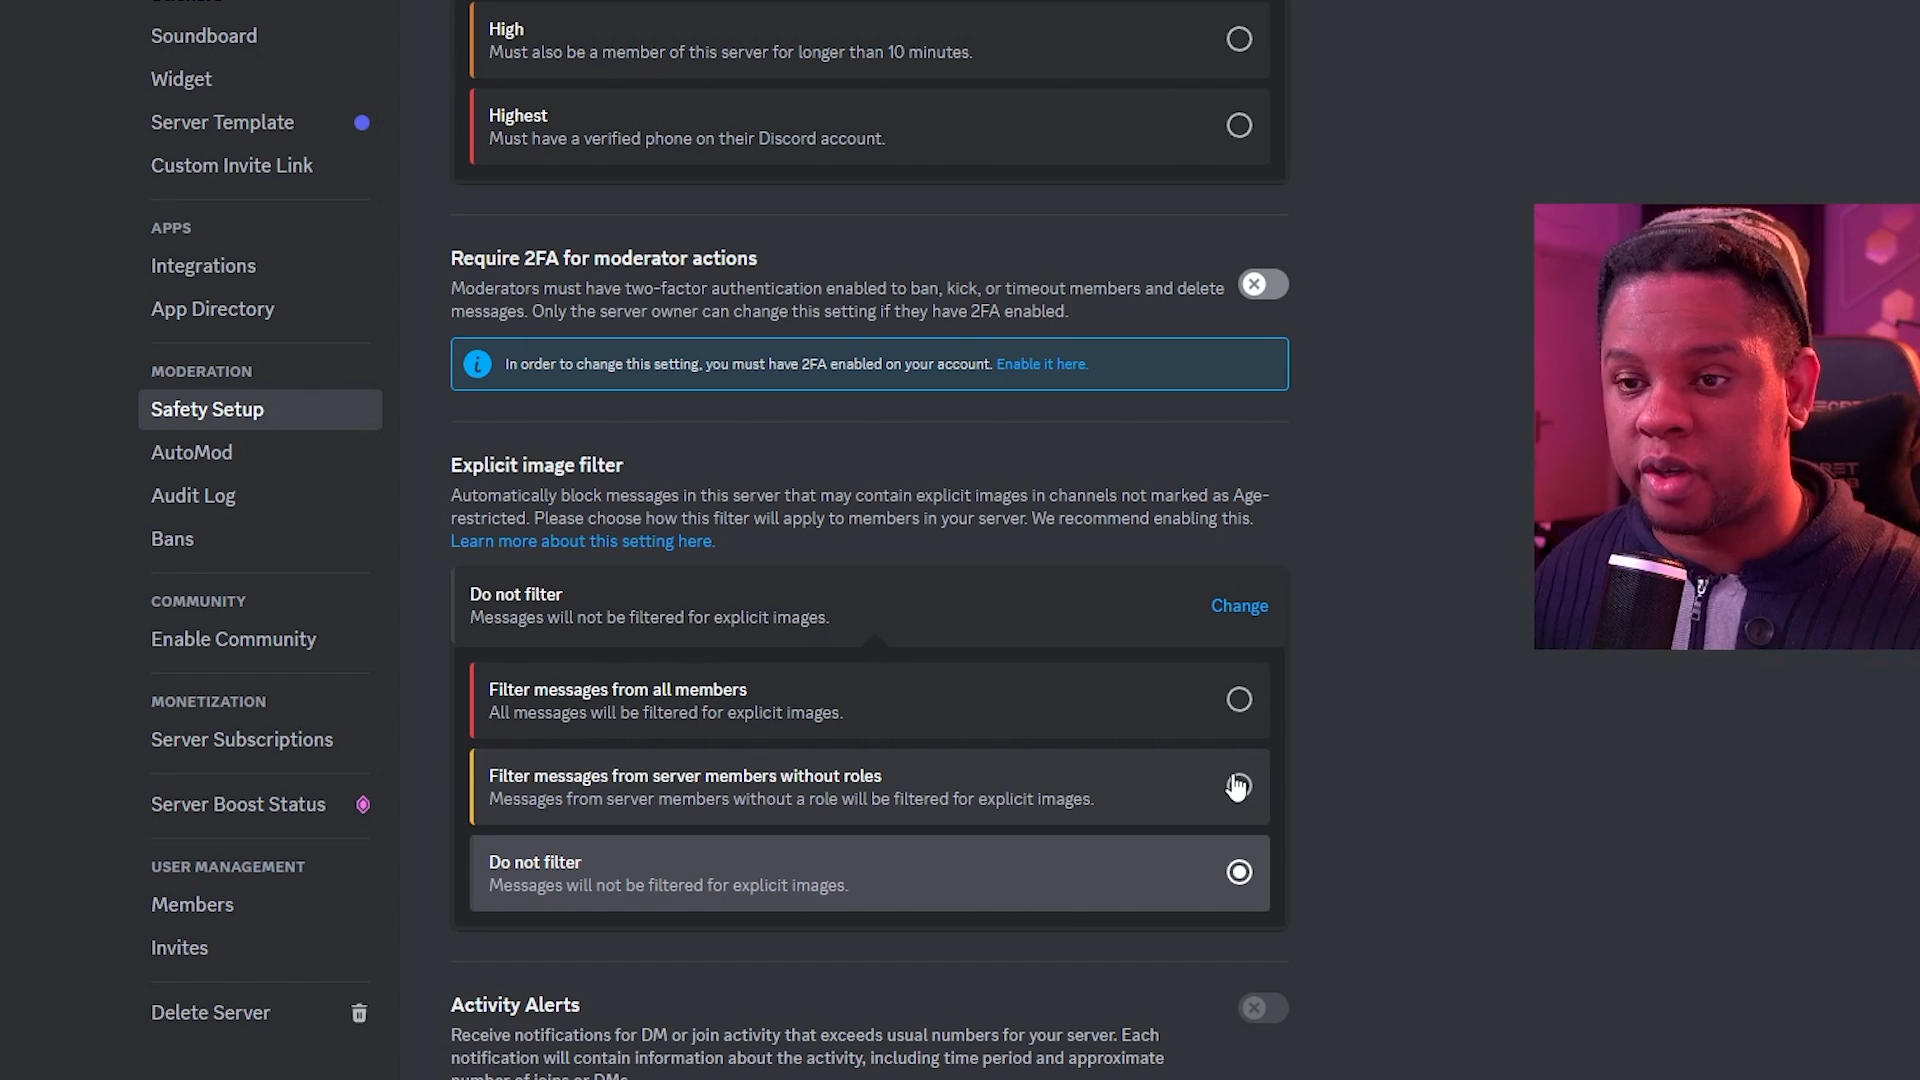 Soundboard
Widget
Server Template
Custom Invite Link
APPS
Integrations
App Directory
MODERATION
Safety Setup
AutoMod
Audit Log
Bans
COMMUNITY
Enable Community
MONETIZATION
Server Subscriptions
Server Boost Status
USER MANAGEMENT
Members
Invites
Delete Server
High
Must also be a member of this server for longer than 10 minutes.
Highest
Must have a verified phone on their Discord account.
Require 2FA for moderator actions
Moderators must have two-factor authentication enabled to ban, kick, or timeout members and delete
messages. Only the server owner can change this setting if they have 2FA enabled.
In order to change this setting, you must have 2FA enabled on your account. Enable it here.
Explicit image filter
Automatically block messages in this server that may contain explicit images in channels not marked as Age-
restricted. Please choose how this filter will apply to members in your server. We recommend enabling this.
Learn more about this setting here.
Do not filter
Messages will not be filtered for explicit images.
Change
Filter messages from all members
All messages will be filtered for explicit images.
Filter messages from server members without roles
Messages from server members without a role will be filtered for explicit images.
Do not filter
Messages will not be filtered for explicit images.
Activity Alerts
Receive notifications for DM or join activity that exceeds usual numbers for your server. Each
notification will contain information about the activity, including time period and approximate
number of joins or DMs.